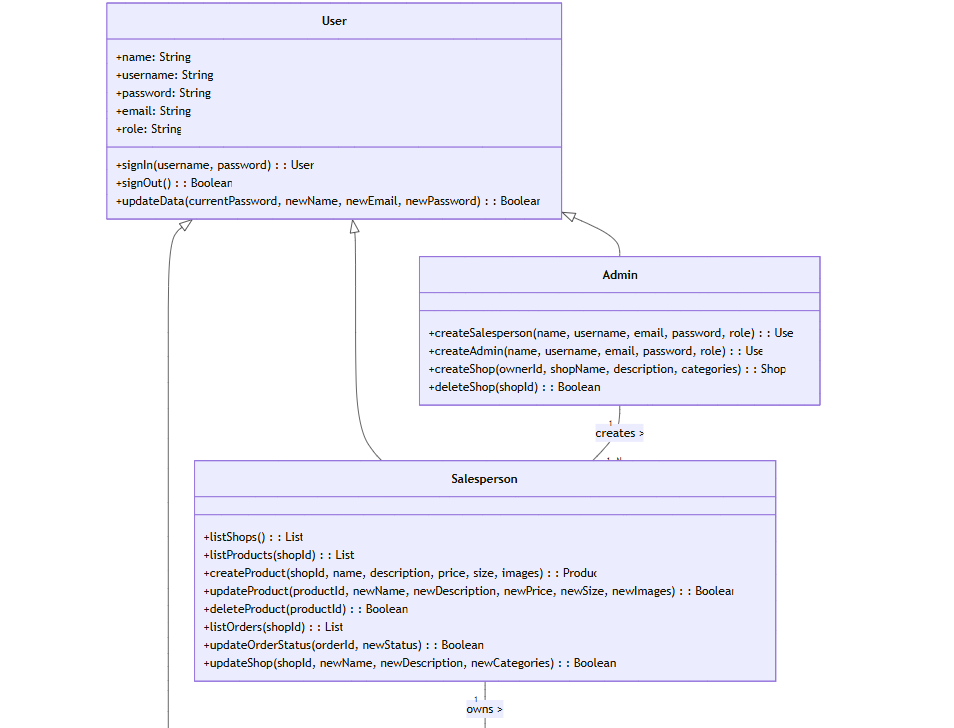 User
+name: String
+username: String
+password: String
+email: String
+role: String
+signIn(username, password) : : User
+signOut() : : Boolean
+updateData(currentPassword, newName, newEmail, newPassword) : : Boolean
Admin
+createSalesperson(name, username, email, password, role) : : Use
+createAdmin(name, username, email, password, role) : : Use
+createShop(ownerId, shopName, description, categories) : : Shop
+deleteShop(shopId) : : Boolean
1
creates >
Salesperson
+listShops() : : List
+listProducts(shopId) : : List
+createProduct(shopId, name, description, price, size, images) : : Produc
+updateProduct(productId, newName, newDescription, newPrice, newSize, newImages) : : Boolean
+deleteProduct(productId) : : Boolean
+listOrders(shopId) : : List
+updateOrderStatus(orderId, newStatus) : : Boolean
+updateShop(shopId, newName, newDescription, newCategories) : : Boolean
1
owns >